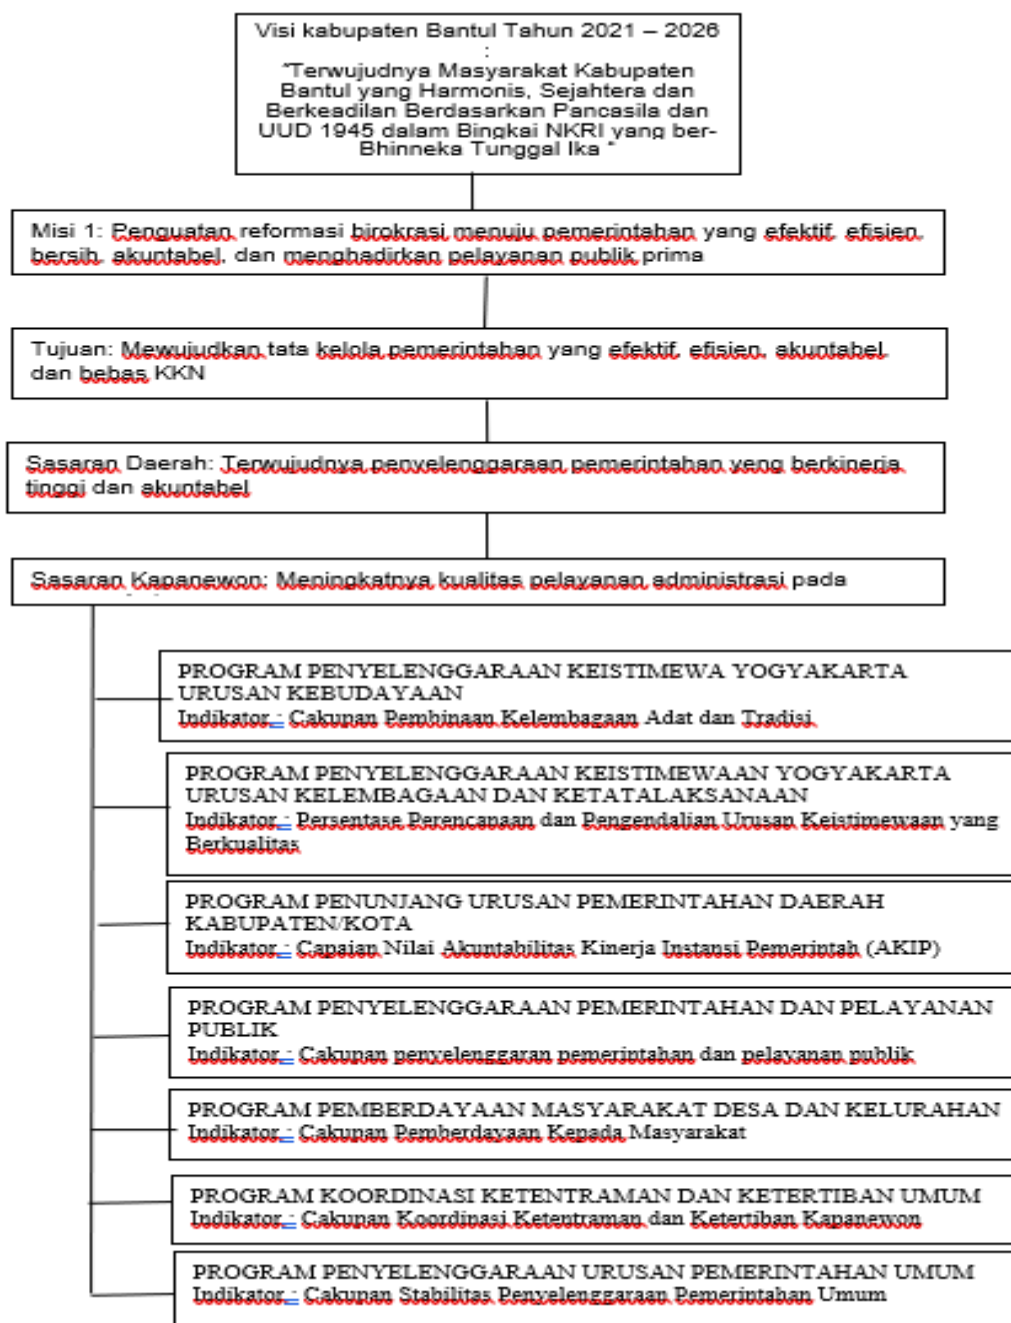 Visi kabupaten Bantul Tahun 2021 – 2026
:
"Terwujudnya Masyarakat Kabupaten
Bantul yang Harmonis, Sejahtera dan
Berkeadilan Berdasarkan Pancasila dan
UUD 1945 dalam Bingkai NKRI yang ber-
Bhinneka Tunggal Ika "
Misi 1: Penguatan reformasi birokrasi menuju pemerintahan yang efektif, efisien,
bersih, akuntabel, dan menghadirkan pelayanan publik prima
Tujuan: Mewujudkan tata kelola pemerintahan yang efektif, efisien, akuntabel
dan bebas KKN
Sasaran Daerah: Terwujudnya penyelenggaraan pemerintahan yeng berkinerja
tinggi dan akuntabel
Sasaran Kapanewon: Meningkatnya kualitas pelayanan administrasi pada
PROGRAM PENYELENGGARAAN KEISTIMEWA YOGYAKARTA
URUSAN KEBUDAYAAN
Indikator : Cakupan Pembinaan Kelembagaan Adat dan Tradisi
PROGRAM PENYELENGGARAAN KEISTIMEWAAN YOGYAKARTA
URUSAN KELEMBAGAAN DAN KETATALAKSANAAN
Indikator : Persentase Perencanaan dan Pengendalian Urusan Keistimewaan yang
Berkualitas
PROGRAM PENUNJANG URUSAN PEMERINTAHAN DAERAH
KABUPATEN/KOTA
Indikator : Capaian Nilai Akuntabilitas Kinerja Instansi Pemerintah (AKIP)
PROGRAM PENYELENGGARAAN PEMERINTAHAN DAN PELAYANAN
PUBLIK
Indikator : Cakupan penyelenggaran pemerintahan dan pelayanan publik
PROGRAM PEMBERDAYAAN MASYARAKAT DESA DAN KELURAHAN
Indikator : Cakupan Pemberdayaan Kepada Masyarakat
PROGRAM KOORDINASI KETENTRAMAN DAN KETERTIBAN UMUM
Indikator : Cakupan Koordinasi Ketentraman dan Ketertiban Kapanewon
PROGRAM PENYELENGGARAAN URUSAN PEMERINTAHAN UMUM
Indikator : Cakupan Stabilitas Penyelenggaraan Pemerintahan Umum